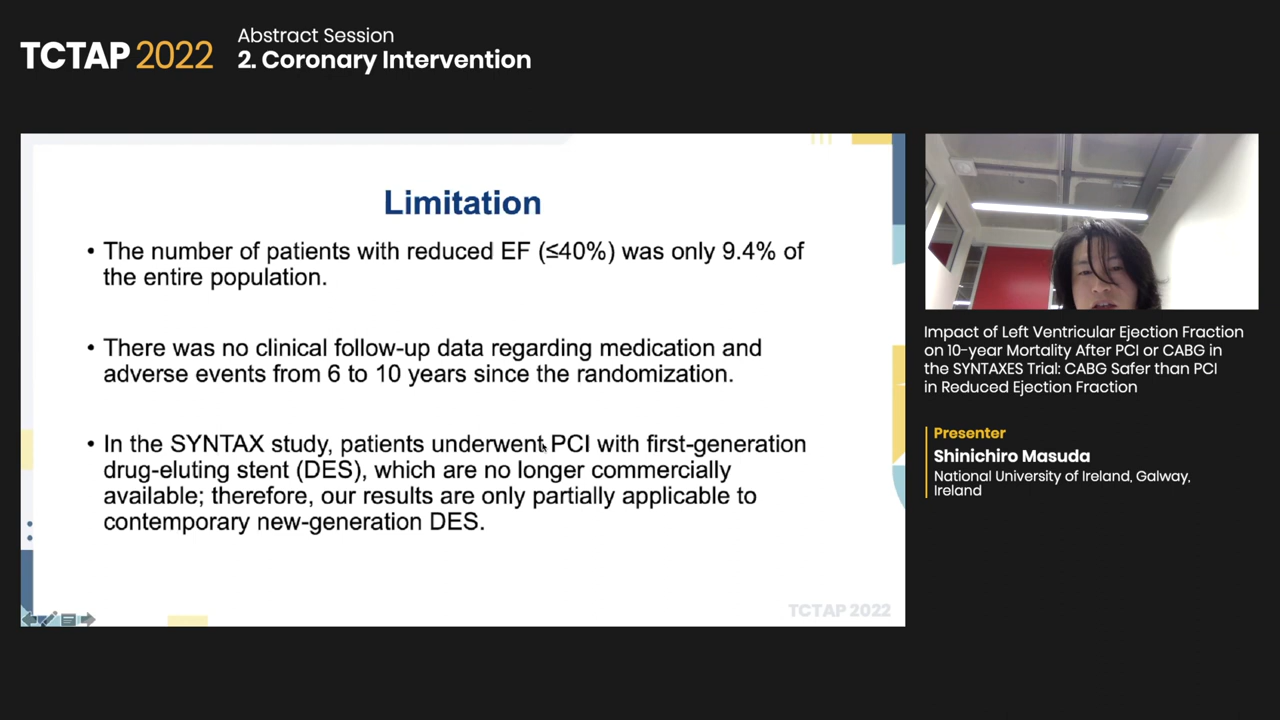 TCTAP 2022
Abstract Session
2. Coronary Intervention
Limitation
• The number of patients with reduced EF (≤40%) was only 9.4% of
the entire population.
• There was no clinical follow-up data regarding medication and
adverse events from 6 to 10 years since the randomization.
• In the SYNTAX study, patients underwent PCI with first-generation
drug-eluting stent (DES), which are no longer commercially
available; therefore, our results are only partially applicable to
contemporary new-generation DES.
TCTAP 2022
Impact of Left Ventricular Ejection Fraction
on 10-year Mortality After PCI or CABG in
the SYNTAXES Trial: CABG Safer than PCI
in Reduced Ejection Fraction
Presenter
Shinichiro Masuda
National University of Ireland, Galway,
Ireland